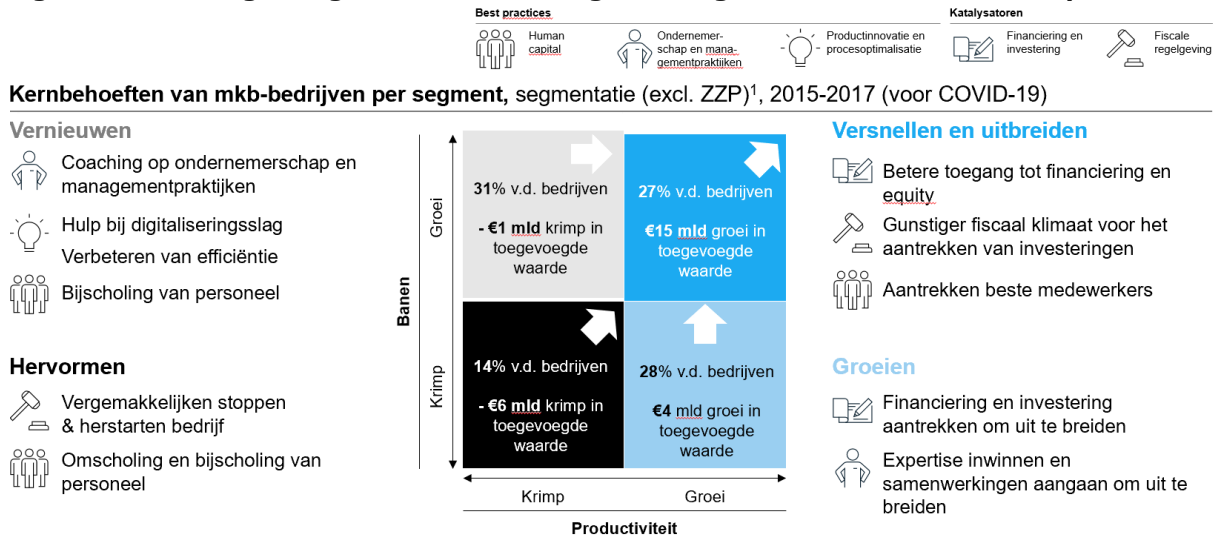 Best practices
Katalysatoren
Human
capital
Ondernemer-
schap en mana-
gementpraktijken
Productinnovatie en
procesoptimalisatie
Financiering en
investering
Fiscale
regelgeving
Kernbehoeften van mkb-bedrijven per segment, segmentatie (excl. ZZP)¹, 2015-2017 (voor COVID-19)
Vernieuwen
Coaching op ondernemerschap en
managementpraktijken
Hulp bij digitaliseringsslag
Verbeteren van efficiëntie
Bijscholing van personeel
Hervormen
Vergemakkelijken stoppen
& herstarten bedrijf
Omscholing en bijscholing van
personeel
Banen
Groei
Krimp
31% v.d. bedrijven
- €1 mld krimp in
toegevoegde
waarde
27% v.d. bedrijven
€15 mld groei in
toegevoegde
waarde
14% v.d. bedrijven
- €6 mld krimp in
toegevoegde
waarde
28% v.d. bedrijven
€4 mld groei in
toegevoegde
waarde
Krimp
Groei
Productiviteit
Versnellen en uitbreiden
Betere toegang tot financiering en
equity
Gunstiger fiscaal klimaat voor het
aantrekken van investeringen
Aantrekken beste medewerkers
Groeien
Financiering en investering
aantrekken om uit te breiden
Expertise inwinnen en
samenwerkingen aangaan om uit te
breiden